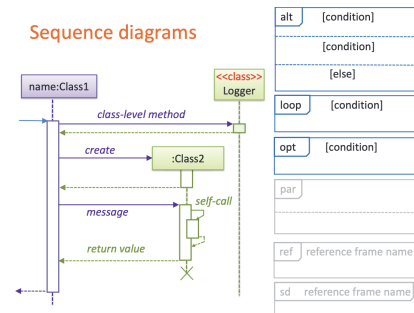 Sequence diagrams
name:Class1
<<class>>
Logger
class-level method
create
:Class2
self-call
message
return value
alt [condition]
[condition]
[else]
loop [condition]
opt [condition]
par
ref reference frame name
sd reference frame name